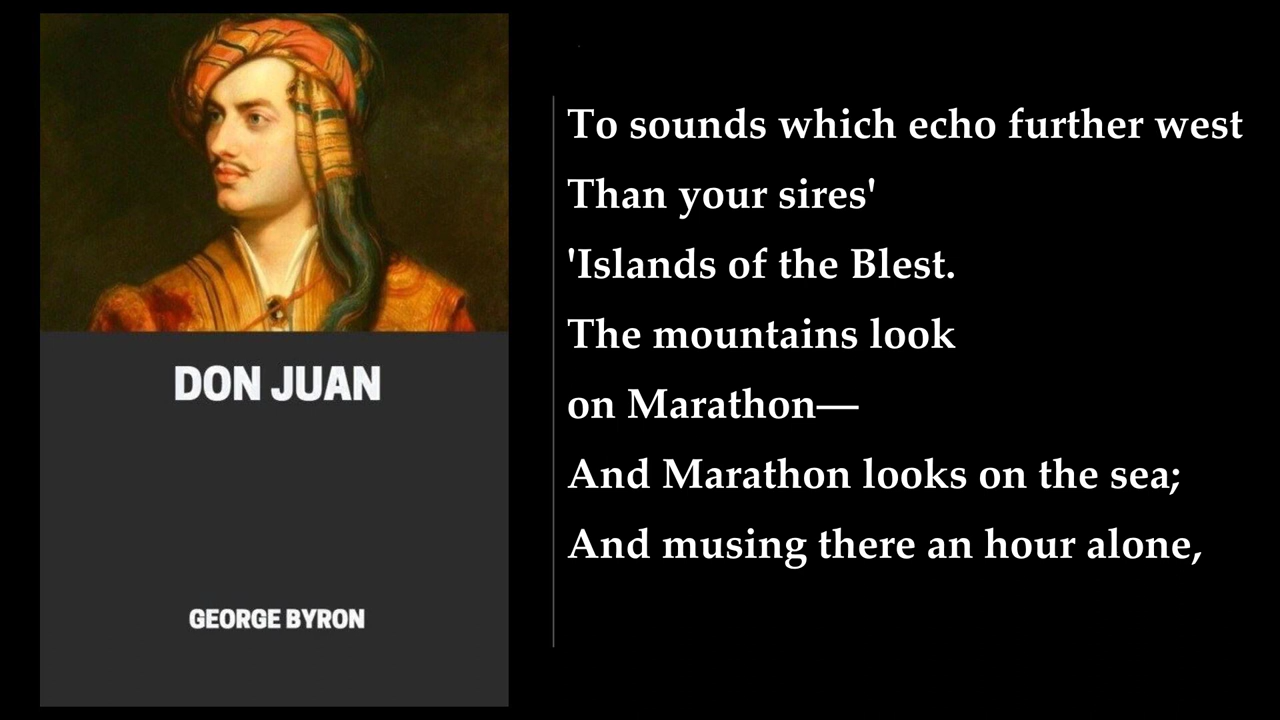 DON JUAN
GEORGE BYRON
To sounds which echo further west
Than your sires'
'Islands of the Blest.
The mountains look
on Marathon—
And Marathon looks on the sea;
And musing there an hour alone,